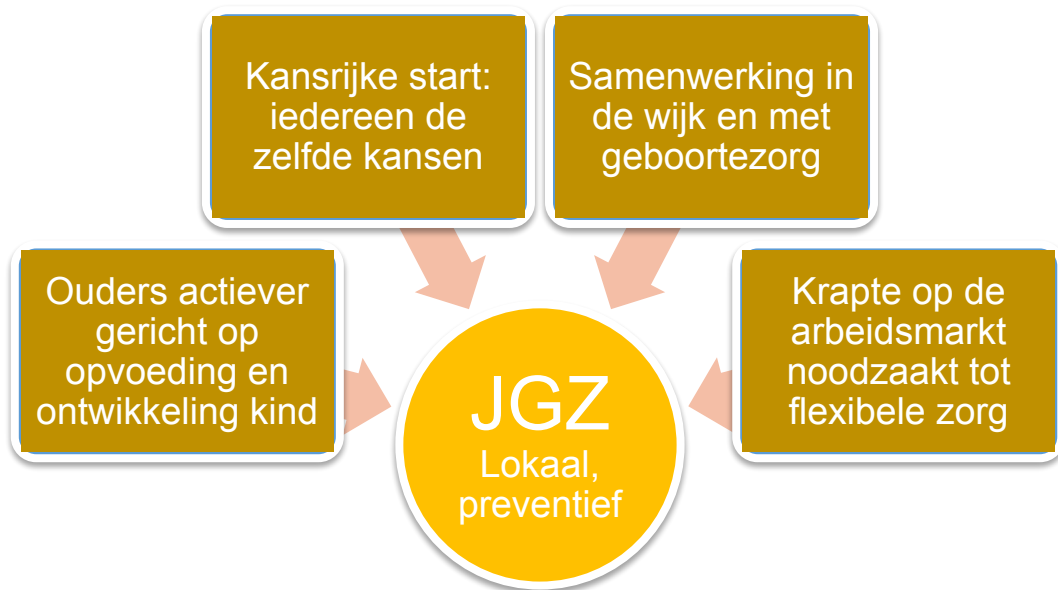 Kansrijke start:
iedereen de
zelfde kansen
Samenwerking in
de wijk en met
geboortezorg
Ouders actiever
gericht op
opvoeding en
ontwikkeling kind
Krapte op de
arbeidsmarkt
noodzaakt tot
flexibele zorg
JGZ
Lokaal,
preventief